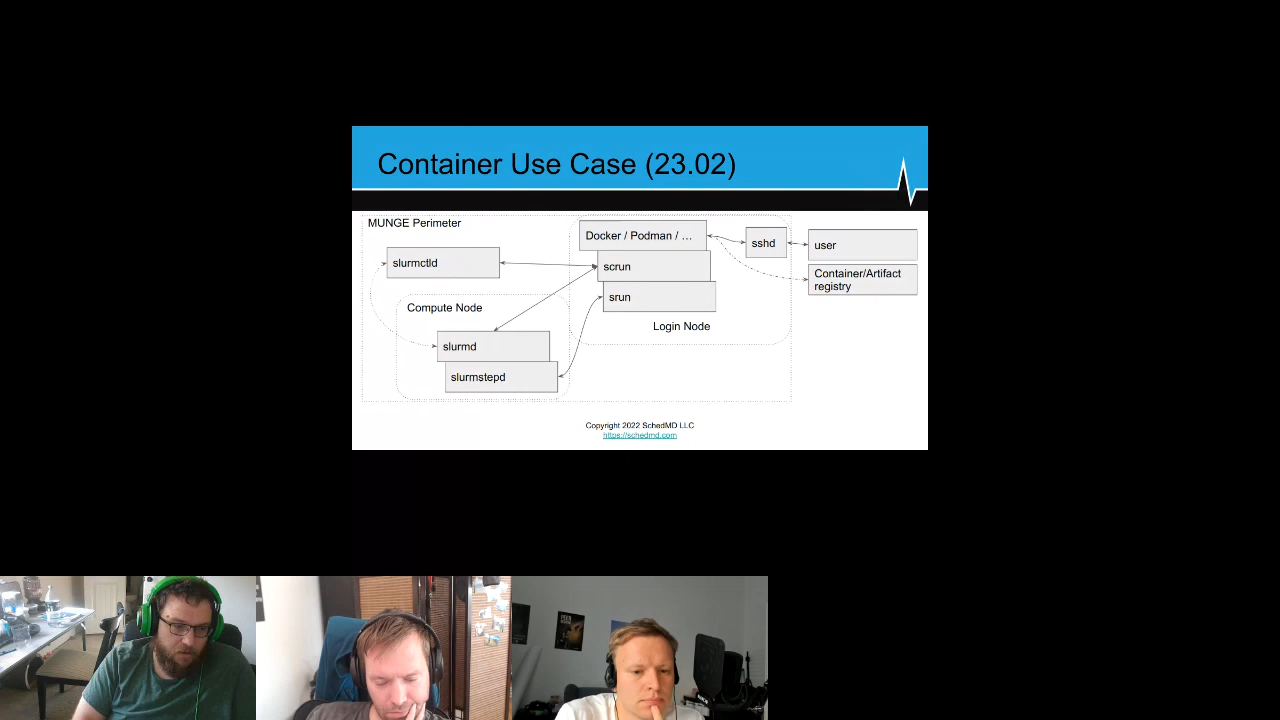 Container Use Case (23.02)
MUNGE Perimeter
Docker / Podman / ...
sshd
user
slurmctld
scrun
Container/Artifact
registry
srun
Compute Node
Login Node
slurmd
slurmstepd
Copyright 2022 SchedMD LLC
https://schedmd.com